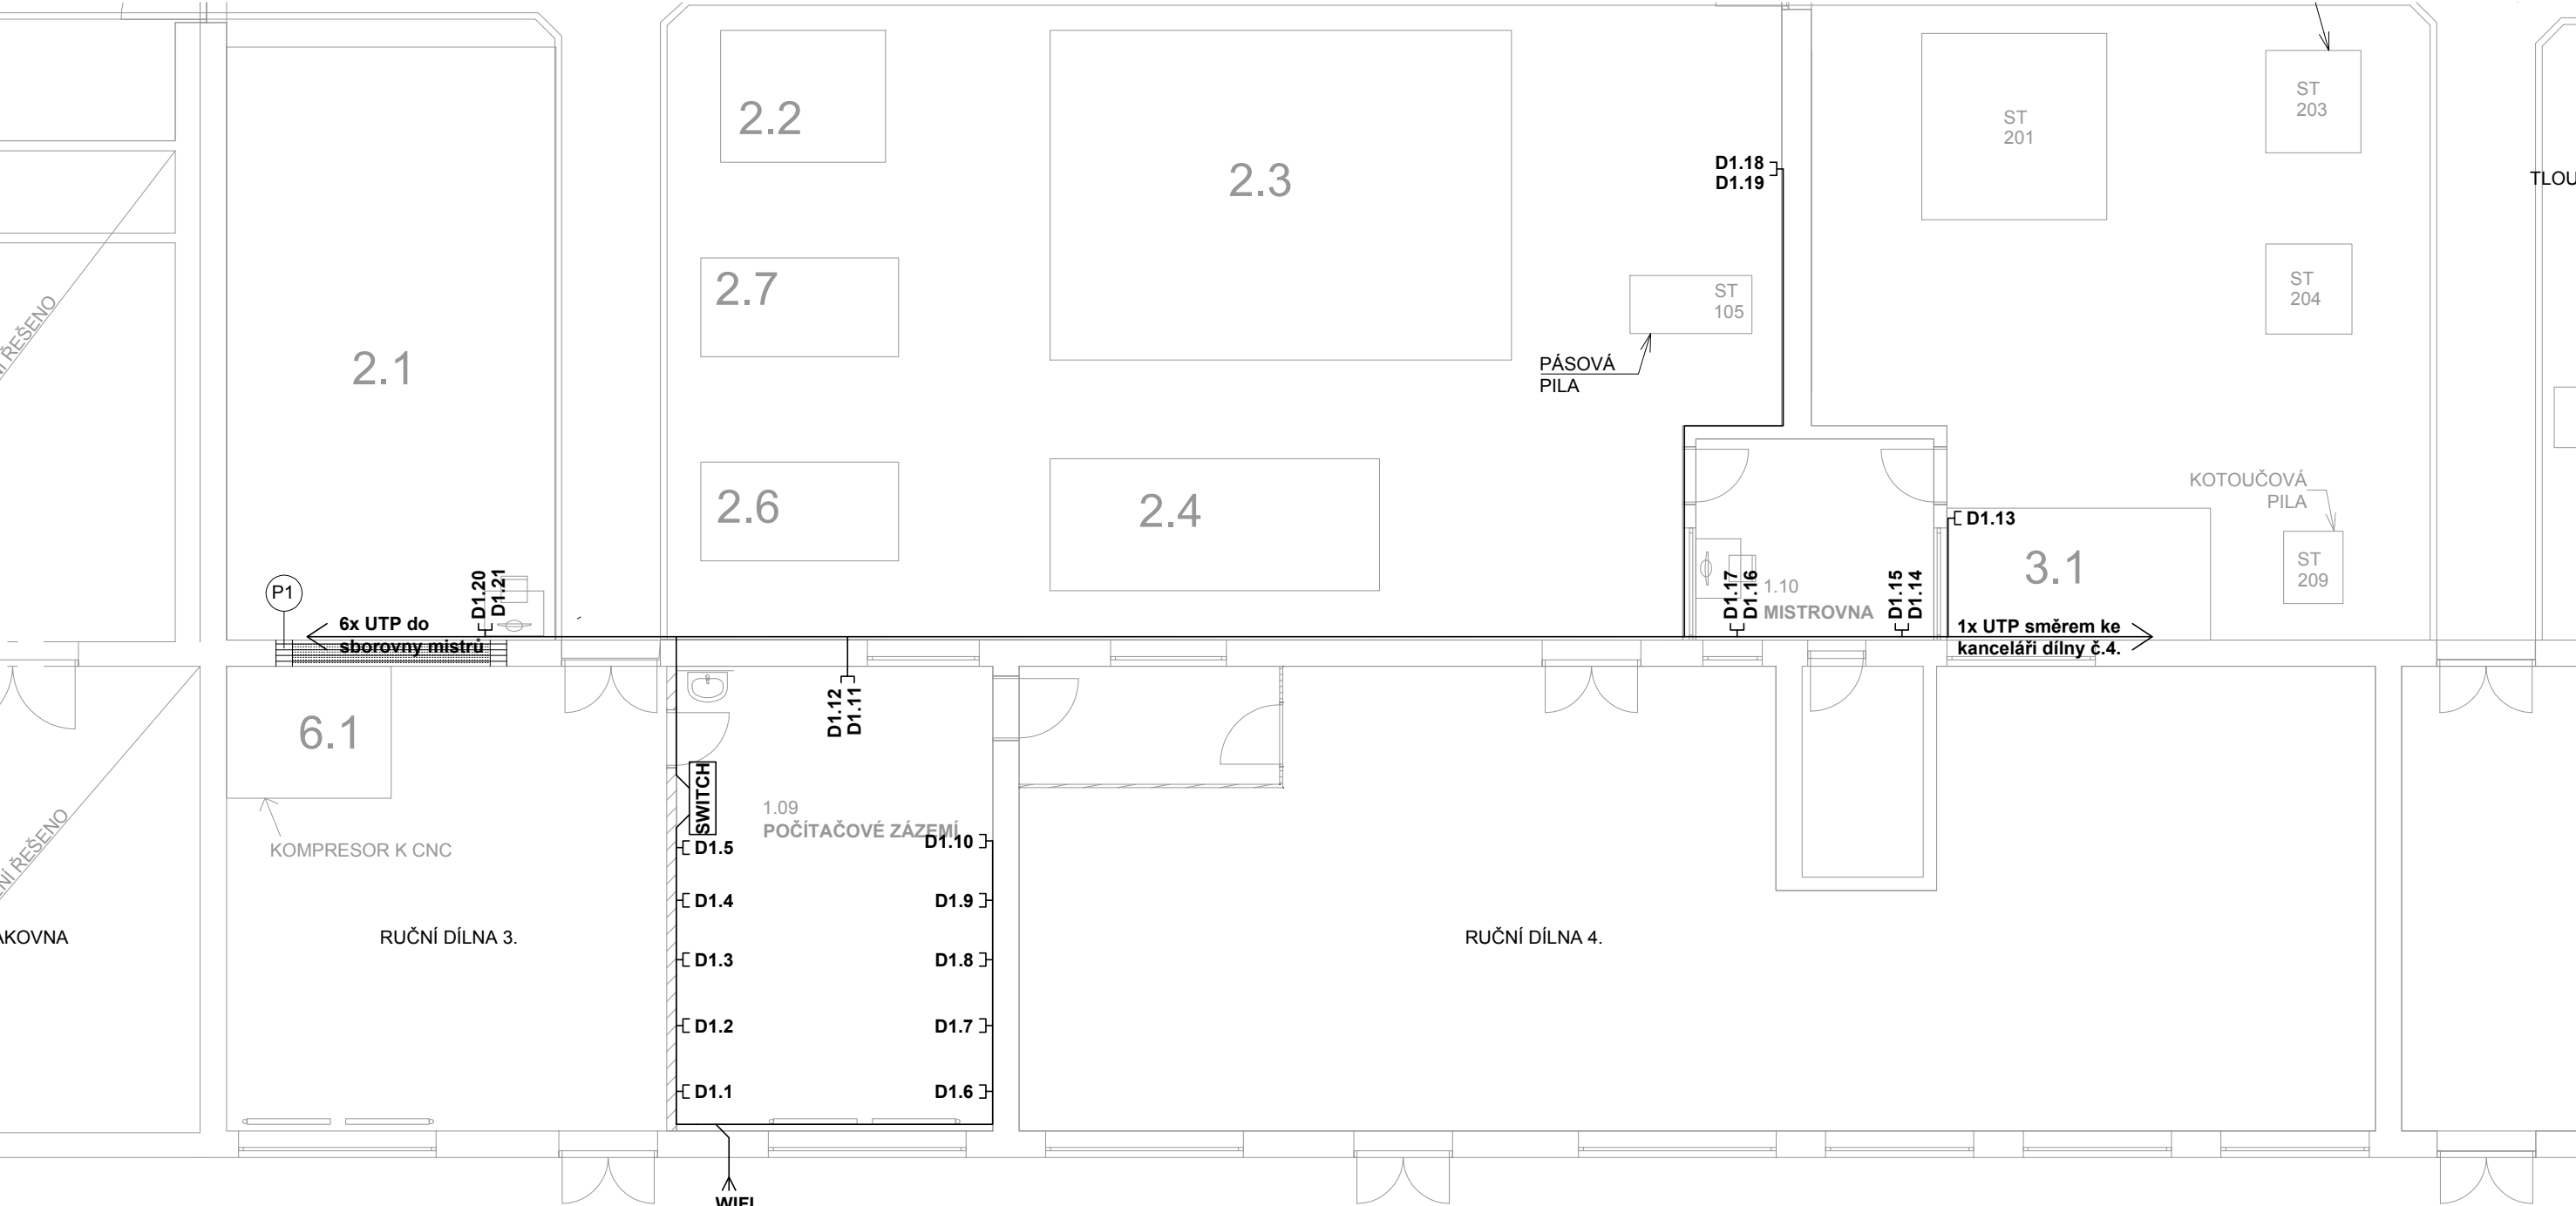 2.2
2.3
ST
201
ST
203
D1.18
D1.19
TLOU
2.7
ST
105
ST
204
NÍ ŘEŠENO
2.1
PÁSOVÁ
PILA
2.6
2.4
KOTOUČOVÁ
PILA
D1.13
3.1
ST
209
P1
D1.20
D1.21
D1.17
D1.16
1.10
MISTROVNA
D1.15
D1.14
6x UTP do
sborovny mistrů
1x UTP směrem ke
kanceláři dílny č.4.
D1.12
D1.11
6.1
SWITCH
1.09
POČÍTAČOVÉ ZÁZEMÍ
KOMPRESOR K CNC
D1.5
D1.10
NÍ ŘEŠENO
D1.4
D1.9
AKOVNA
RUČNÍ DÍLNA 3.
RUČNÍ DÍLNA 4.
D1.3
D1.8
D1.2
D1.7
D1.1
D1.6
WIFI